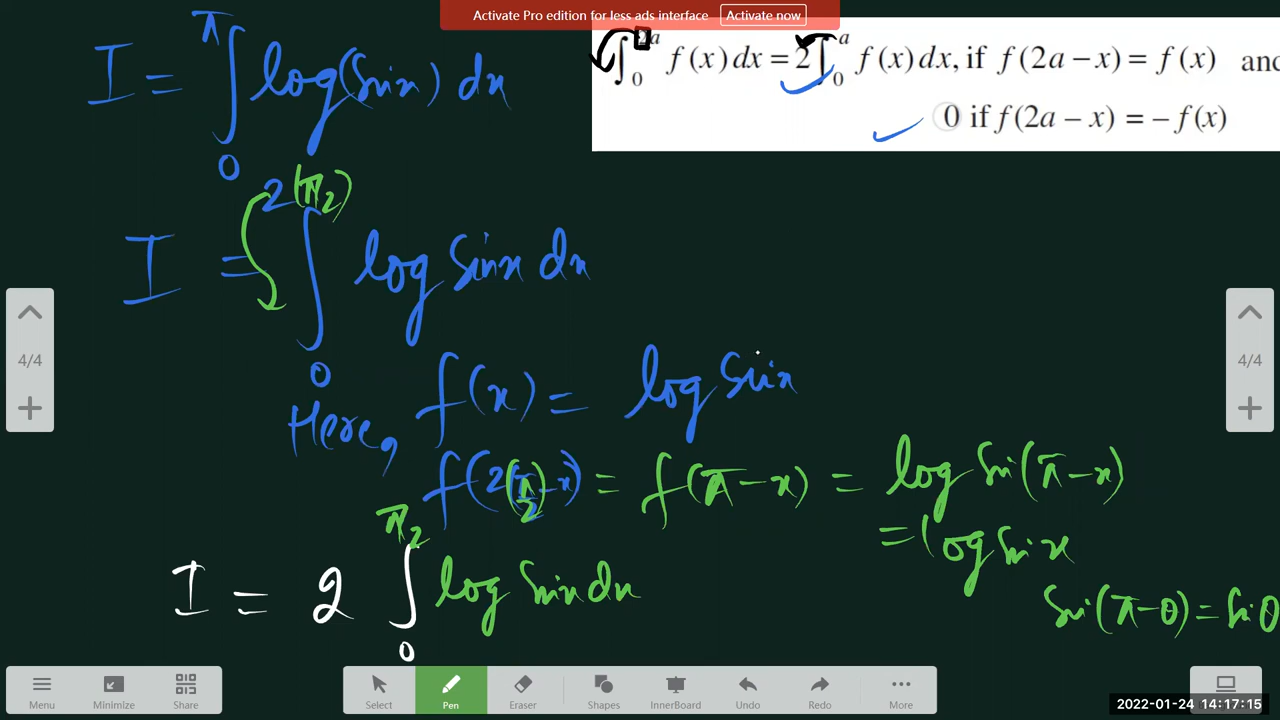 Activate Pro edition for less ads interface Activate now
I = ∫₀^π log(sin x) dx
∫₀^2a f(x) dx = 2∫₀^a f(x) dx, if f(2a − x) = f(x) and
0 if f(2a − x) = − f(x)
I = ∫₀^2(π/2) log sin x dx
Here, f(x) = log sin x
f(2(π/2) − x) = f(π − x) = log sin(π − x)
= log sin x
I = 2 ∫₀^π/2 log sin x dx
sin(π − θ) = sin θ
4/4
4/4
Menu Minimize Share Select Pen Eraser Shapes InnerBoard Undo Redo More
2022-01-24 14:17:15